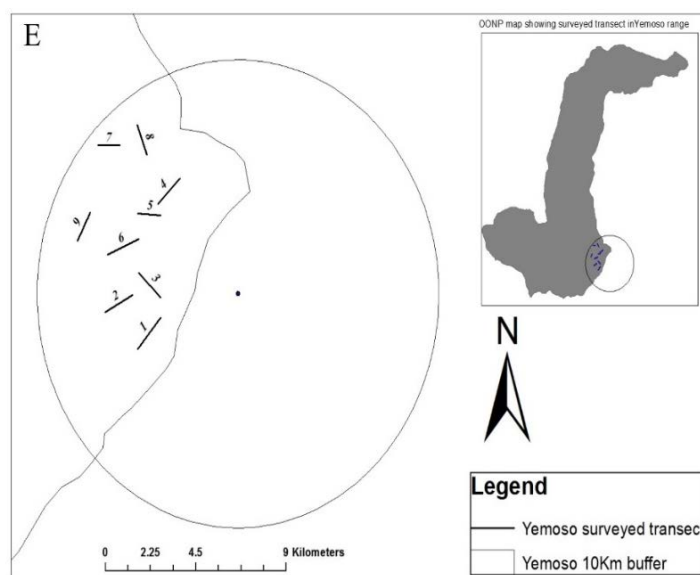 E
OONP map showing surveyed transect inYemoso range
7
8
4
5
9
6
3
2
1
N
Legend
Yemoso surveyed transec
Yemoso 10Km buffer
0 2.25 4.5 9 Kilometers